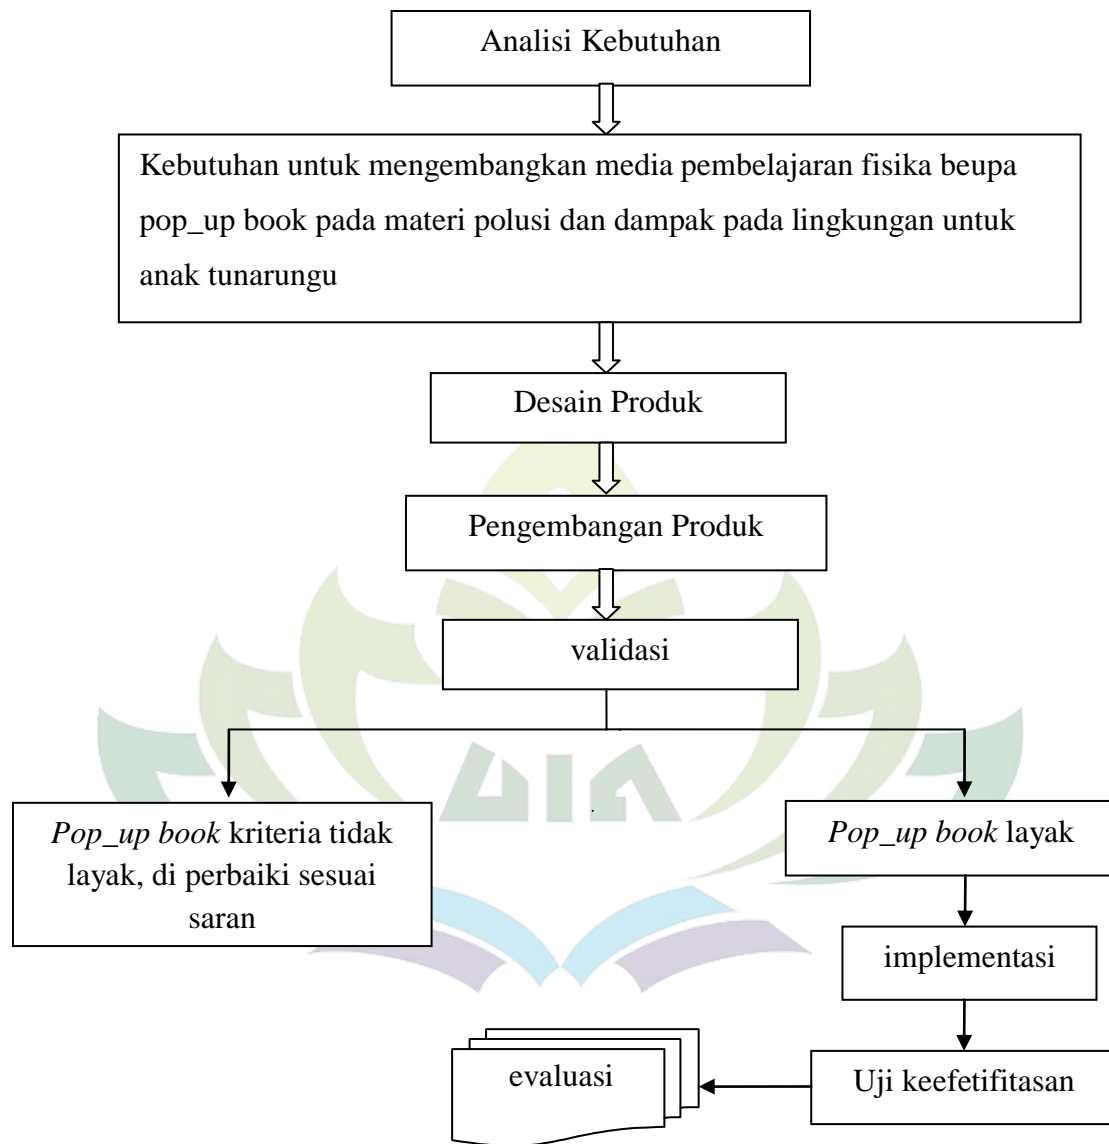 Analisi Kebutuhan
Kebutuhan untuk mengembangkan media pembelajaran fisika beupa
pop_up book pada materi polusi dan dampak pada lingkungan untuk
anak tunarungu
Desain Produk
Pengembangan Produk
validasi
Pop_up book kriteria tidak
layak, di perbaiki sesuai
saran
Pop_up book layak
implementasi
Uji keefetifitasan
evaluasi